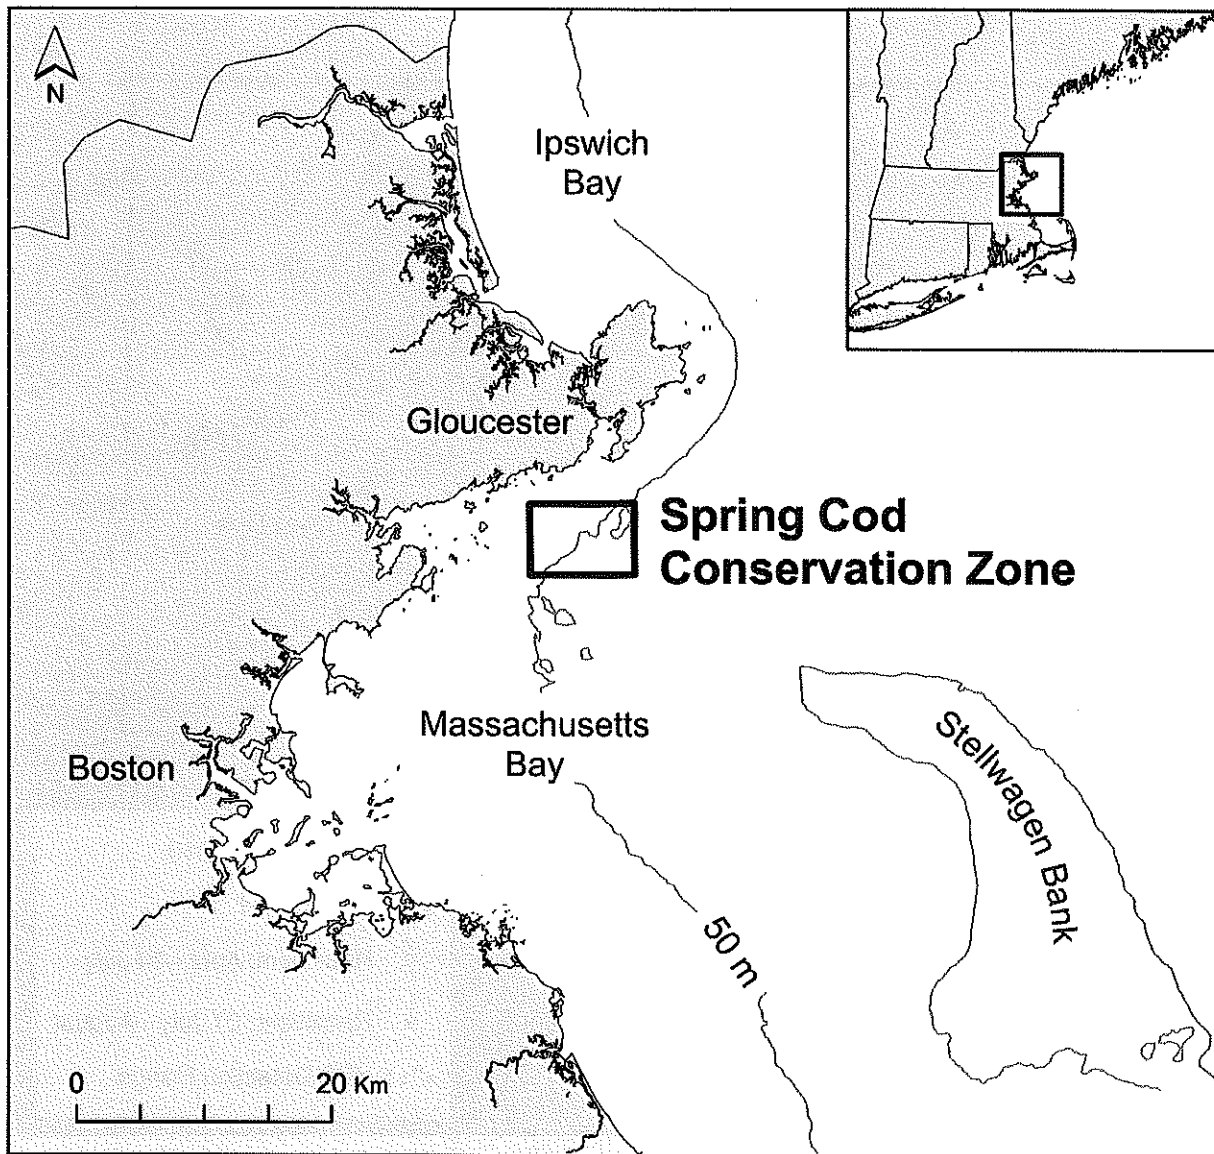 N
Ipswich
Bay
Gloucester
Spring Cod
Conservation Zone
Massachusetts
Bay
Boston
Stellwagen Bank
50 m
0 20 Km